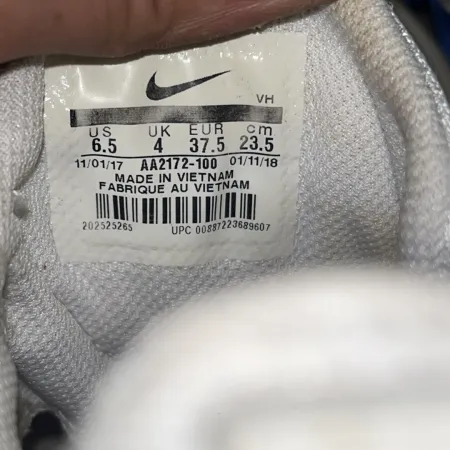 VH
US UK EUR cm
6.5 4 37.5 23.5
11/01/17 AA2172-100 01/11/18
MADE IN VIETNAM
FABRIQUE AU VIETNAM
202525265 UPC 00887223689607